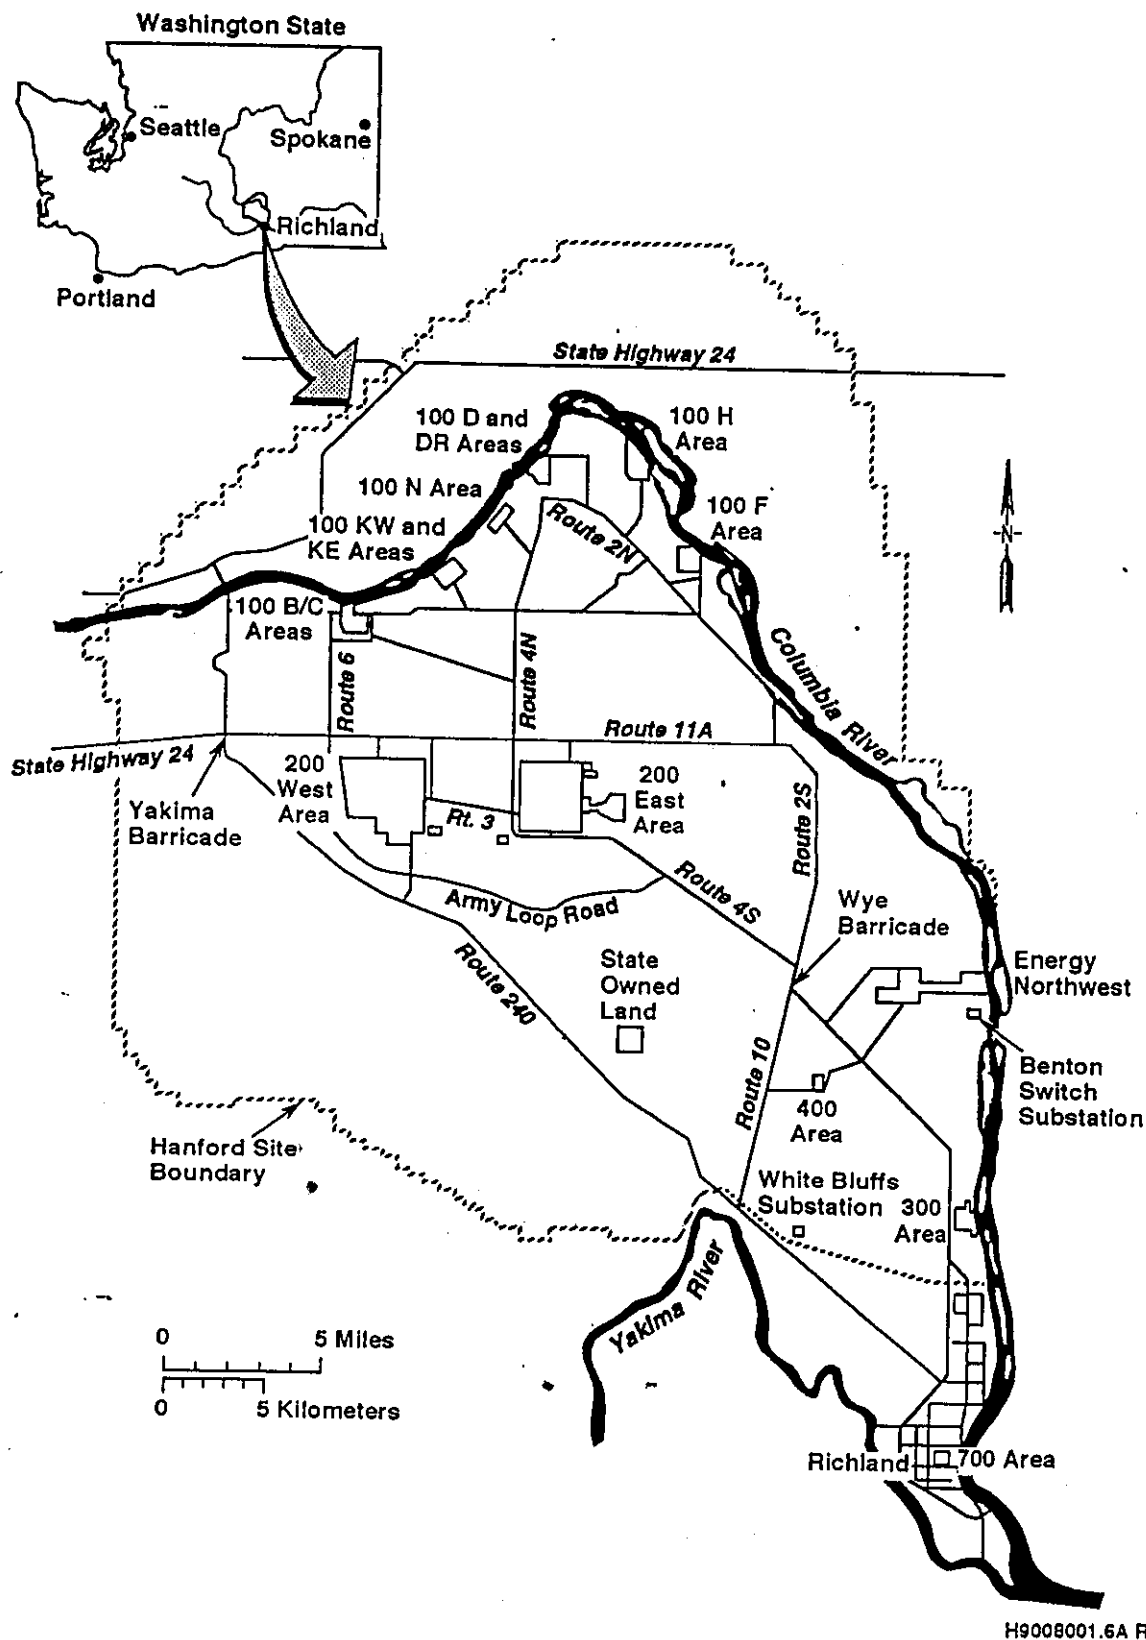 Washington State
Seattle
Spokane
Richland
Portland
State Highway 24
100 D and
DR Areas
100 H
Area
100 N Area
100 F
Area
100 KW and
KE Areas
Route 2N
-N-
100 B/C
Areas
Route 6
Route 4N
Columbia River
Route 11A
State Highway 24
200
West
Area
200
East
Area
Rt. 3
Route 2S
Yakima
Barricade
Route 4S
Army Loop Road
Wye
Barricade
Route 240
State
Owned
Land
Energy
Northwest
Route 10
Benton
Switch
Substation
400
Area
Hanford Site
Boundary
White Bluffs
Substation
300
Area
Yakima River
0 5 Miles
0 5 Kilometers
Richland
700 Area
H9008001.6A